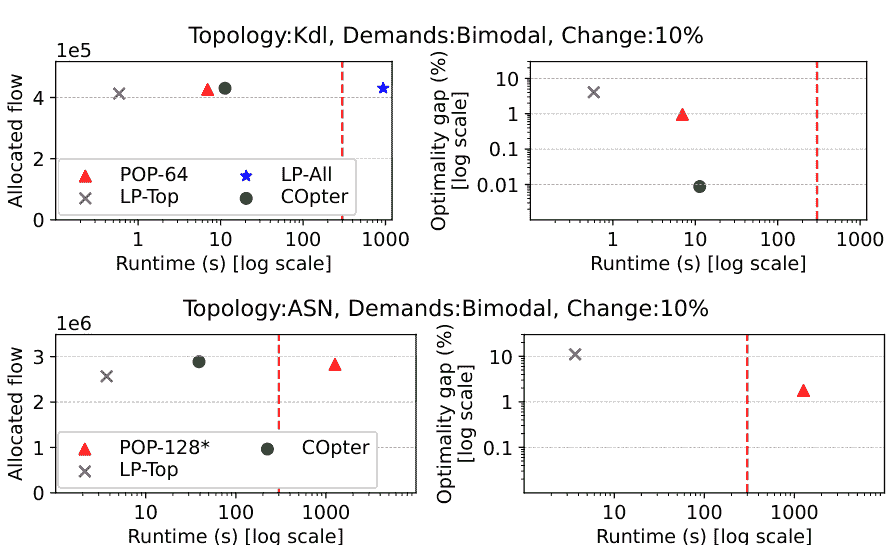 Topology:Kdl, Demands:Bimodal, Change:10%
1e5
Allocated flow
4
2
0
POP-64
LP-Top
LP-All
COpter
1 10 100 1000
Runtime (s) [log scale]
Optimality gap (%)
[log scale]
10
1
0.1
0.01
1 10 100 1000
Runtime (s) [log scale]
Topology:ASN, Demands:Bimodal, Change:10%
1e6
Allocated flow
3
2
1
0
POP-128*
LP-Top
COpter
10 100 1000
Runtime (s) [log scale]
Optimality gap (%)
[log scale]
10
1
0.1
10 100 1000
Runtime (s) [log scale]